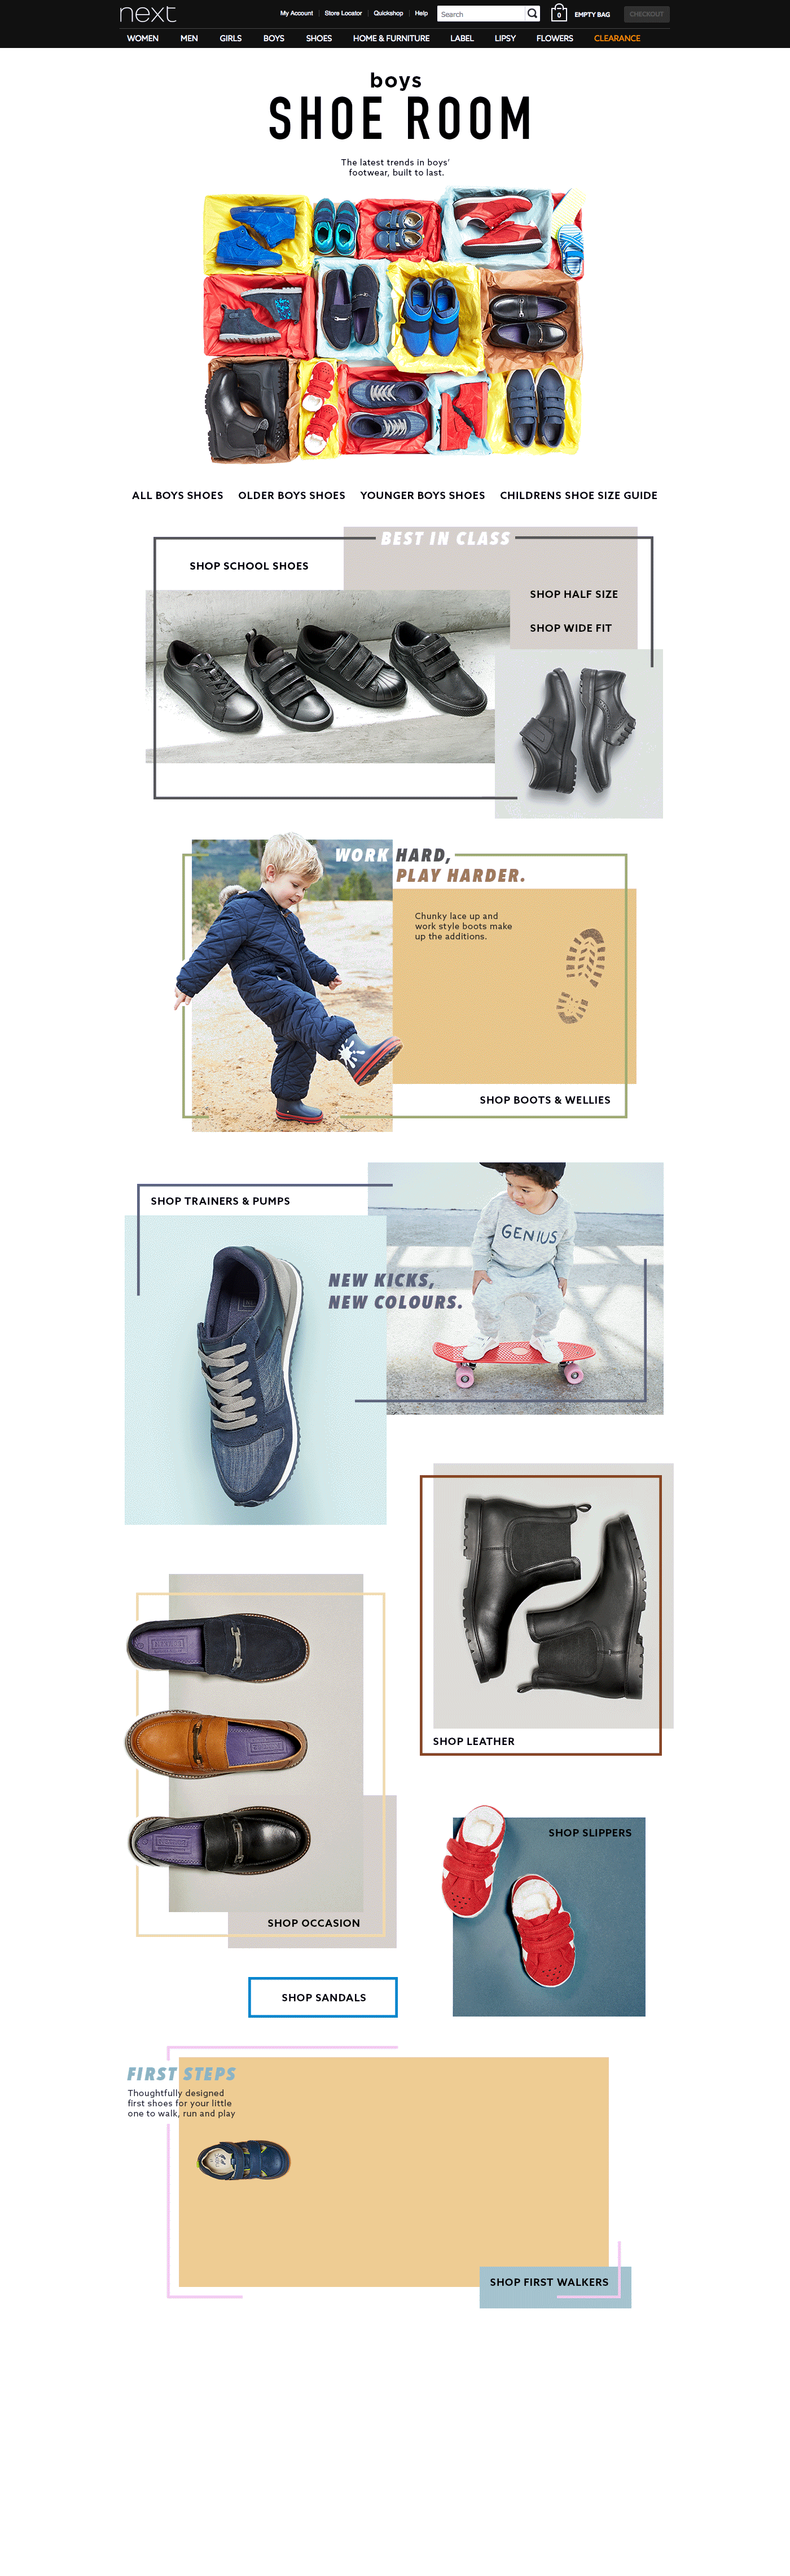 next
My Account
Store Locator
Quickshop
Help
Search
0
EMPTY BAG
CHECKOUT
WOMEN
MEN
GIRLS
BOYS
SHOES
HOME & FURNITURE
LABEL
LIPSY
FLOWERS
CLEARANCE
boys
SHOE ROOM
The latest trends in boys'
footwear, built to last.
ALL BOYS SHOES
OLDER BOYS SHOES
YOUNGER BOYS SHOES
CHILDRENS SHOE SIZE GUIDE
BEST IN CLASS
SHOP SCHOOL SHOES
SHOP HALF SIZE
SHOP WIDE FIT
WORK HARD,
PLAY HARDER.
Chunky lace up and
work style boots make
up the additions.
SHOP BOOTS & WELLIES
SHOP TRAINERS & PUMPS
GENIUS
NEW KICKS,
NEW COLOURS.
SHOP LEATHER
SHOP SLIPPERS
SHOP OCCASION
SHOP SANDALS
FIRST STEPS
Thoughtfully designed
first shoes for your little
one to walk, run and play
SHOP FIRST WALKERS